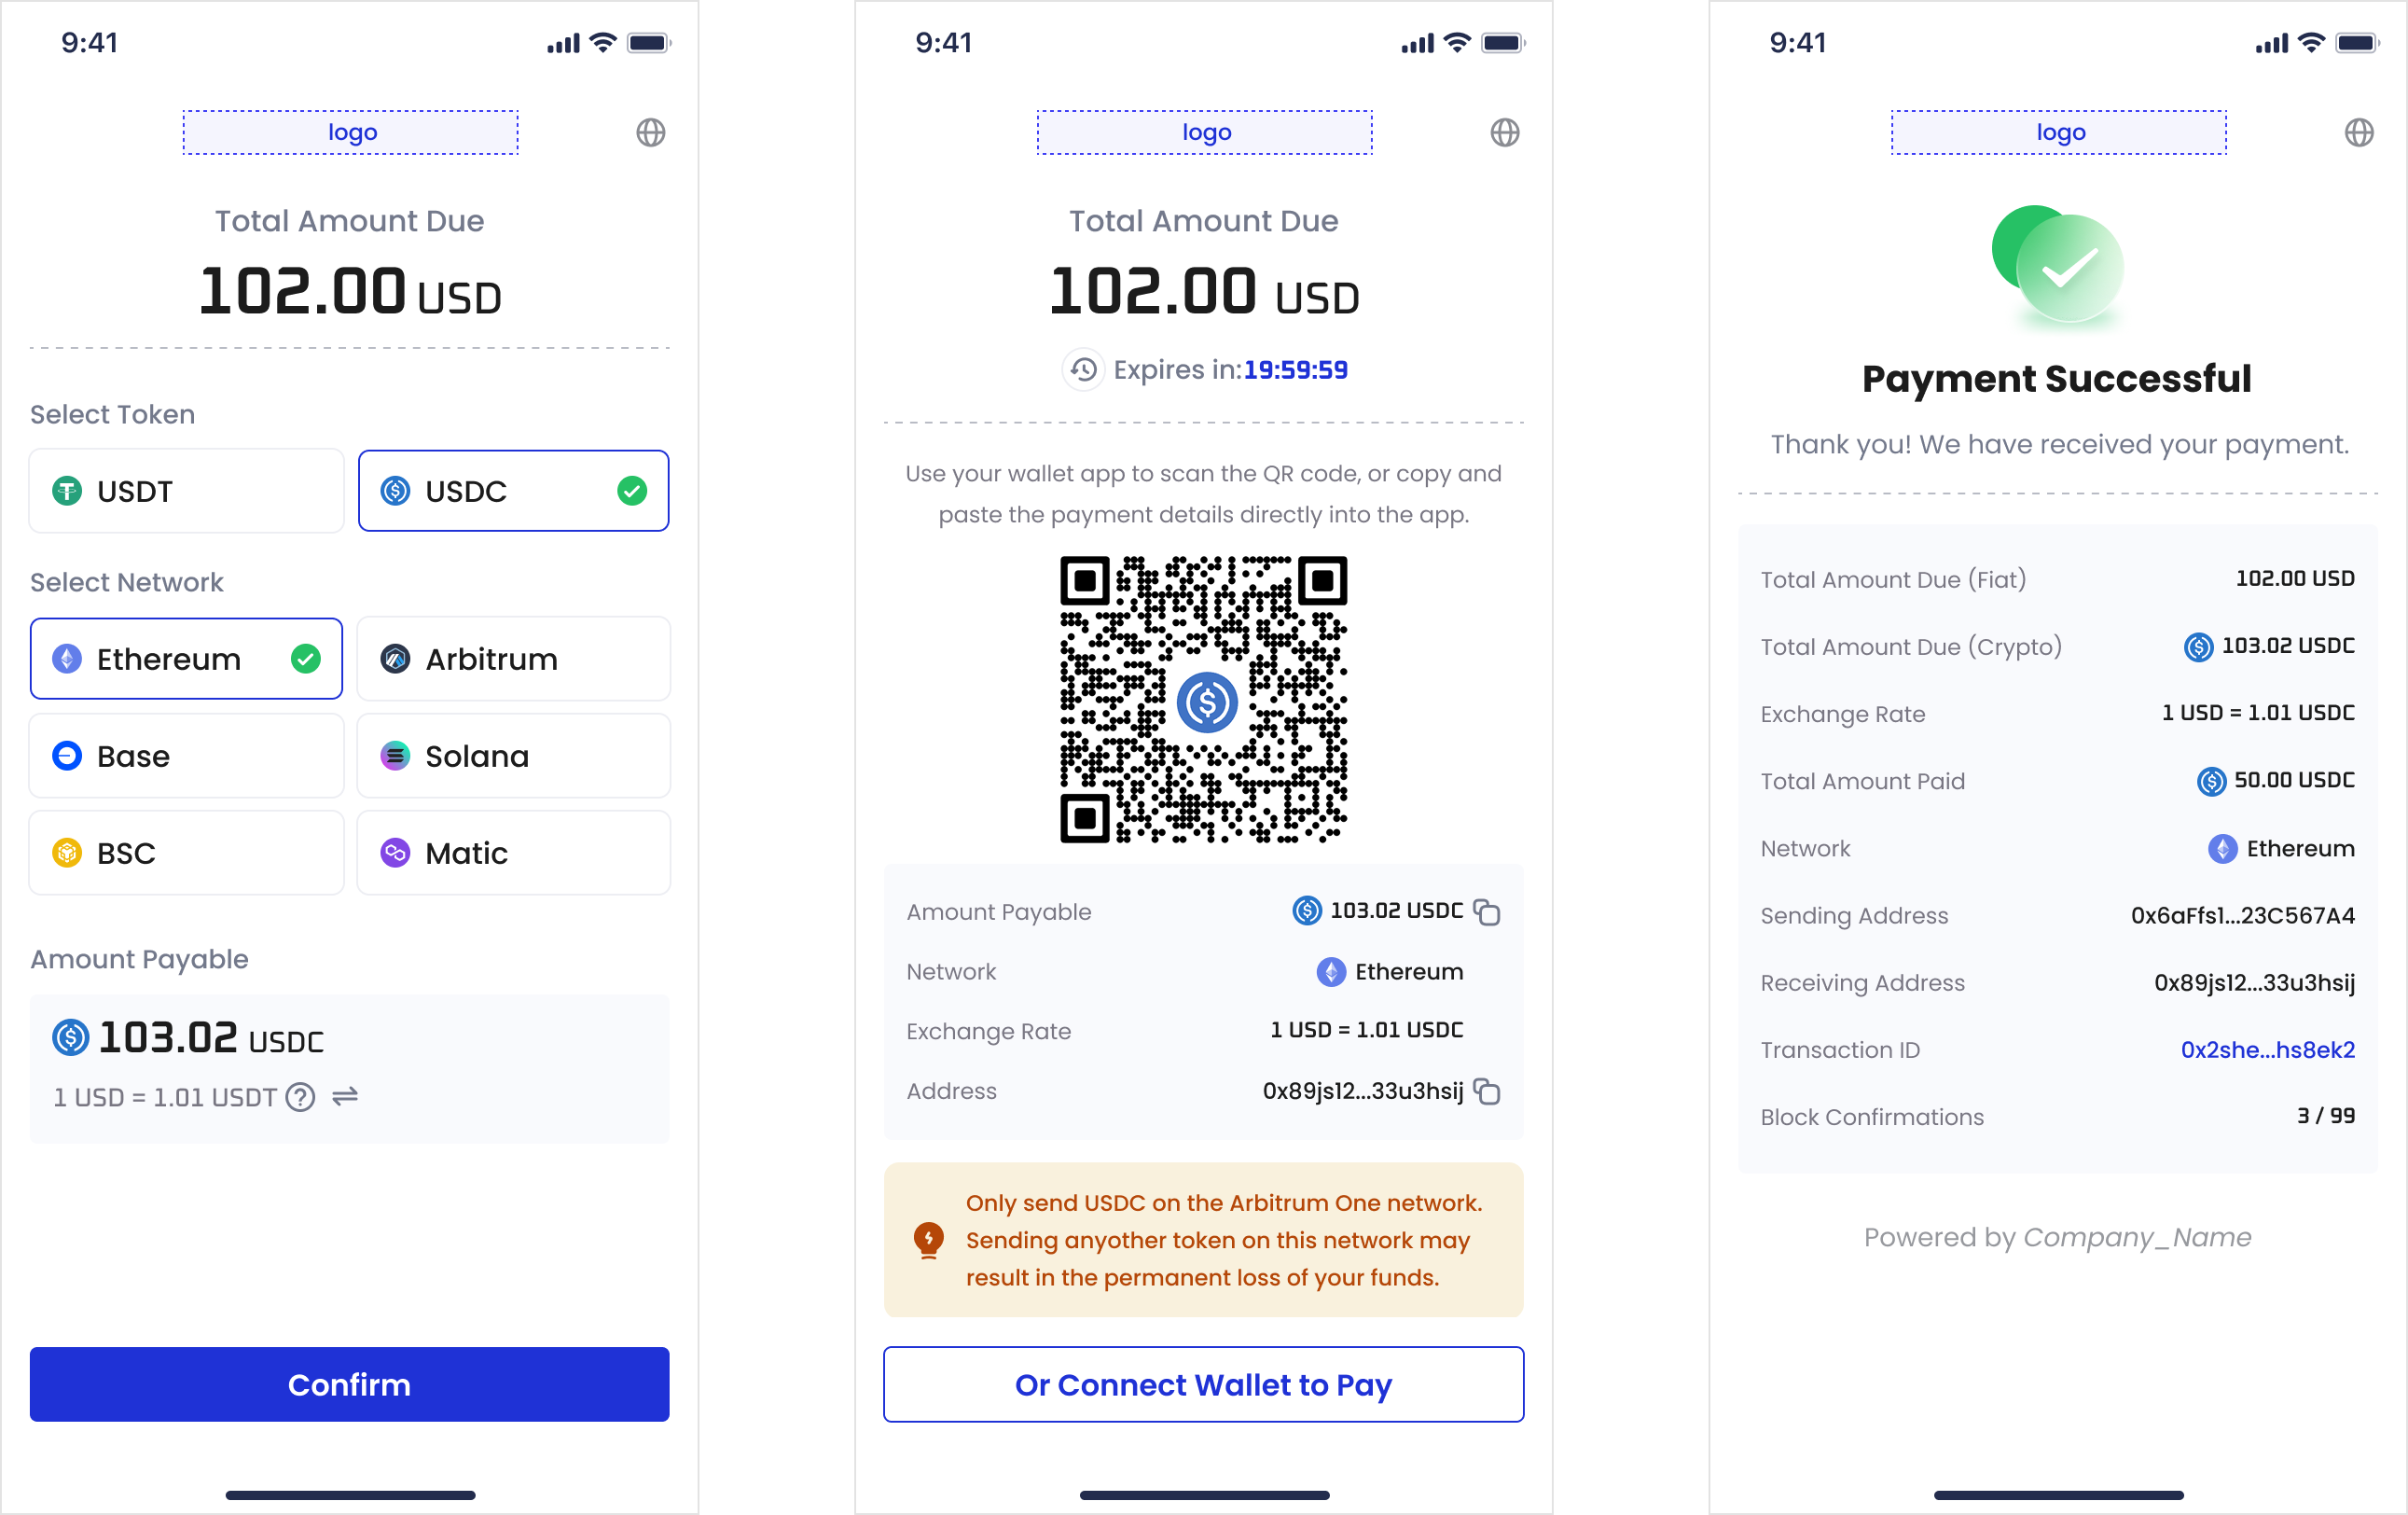 9:41
logo
Total Amount Due
102.00 USD
Select Token
USDT
USDC
Select Network
Ethereum
Arbitrum
Base
Solana
BSC
Matic
Amount Payable
103.02 USDC
1 USD = 1.01 USDT
Confirm
9:41
logo
Total Amount Due
102.00 USD
Expires in:19:59:59
Use your wallet app to scan the QR code, or copy and
paste the payment details directly into the app.
Amount Payable 103.02 USDC
Network Ethereum
Exchange Rate 1 USD = 1.01 USDC
Address 0x89js12...33u3hsij
Only send USDC on the Arbitrum One network.
Sending anyother token on this network may
result in the permanent loss of your funds.
Or Connect Wallet to Pay
9:41
logo
Payment Successful
Thank you! We have received your payment.
Total Amount Due (Fiat) 102.00 USD
Total Amount Due (Crypto) 103.02 USDC
Exchange Rate 1 USD = 1.01 USDC
Total Amount Paid 50.00 USDC
Network Ethereum
Sending Address 0x6aFfs1...23C567A4
Receiving Address 0x89js12...33u3hsij
Transaction ID 0x2she...hs8ek2
Block Confirmations 3 / 99
Powered by Company_Name